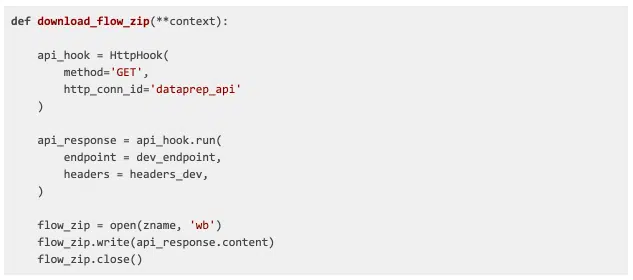 def download_flow_zip(**context):
    api_hook = HttpHook(
        method='GET',
        http_conn_id='dataprep_api'
    )
    api_response = api_hook.run(
        endpoint = dev_endpoint,
        headers = headers_dev,
    )
    flow_zip = open(zname, 'wb')
    flow_zip.write(api_response.content)
    flow_zip.close()